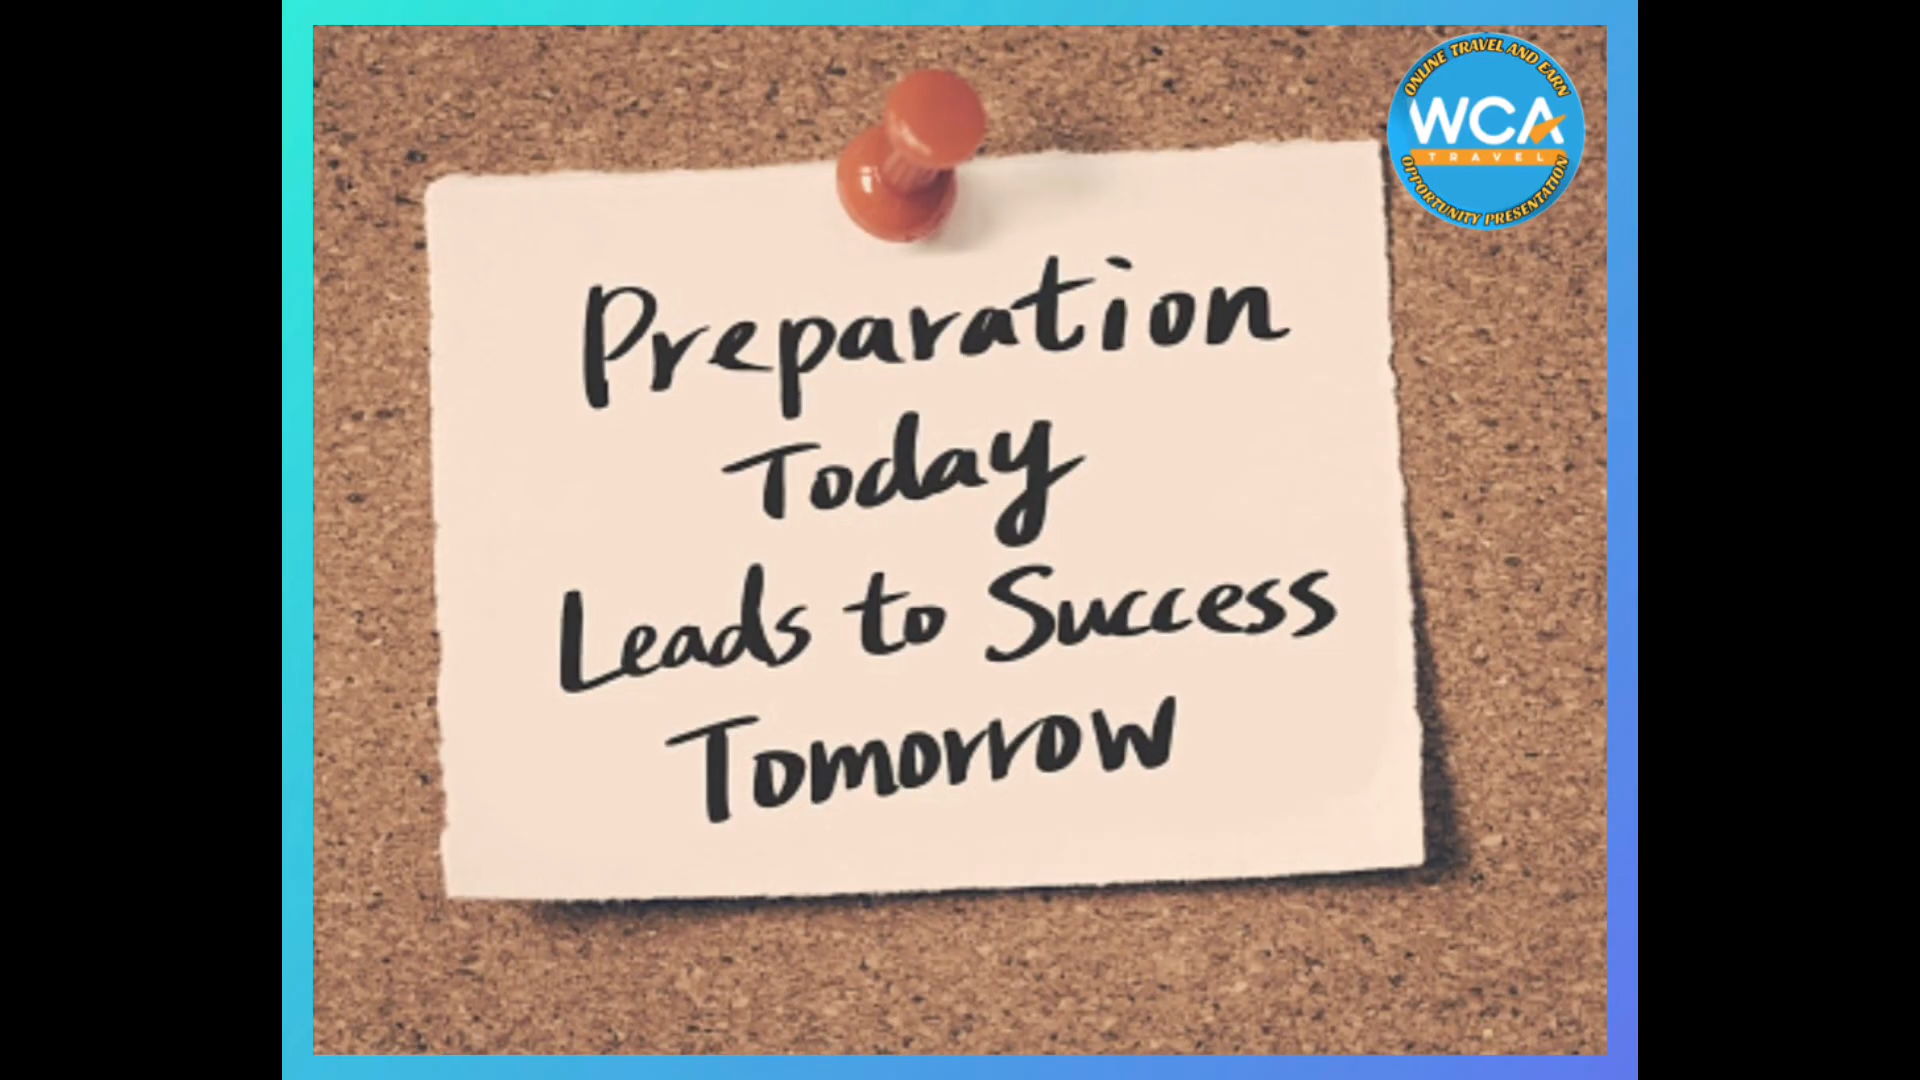 ONLINE TRAVEL AND EARN
WCA
TRAVEL
OPPORTUNITY PRESENTATION
Preparation
Today
Leads to Success
Tomorrow